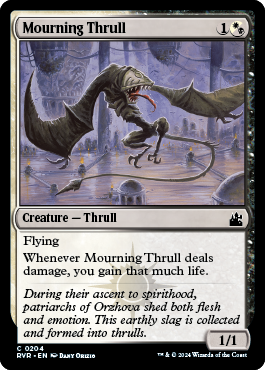 Mourning Thrull 1
Creature — Thrull
Flying
Whenever Mourning Thrull deals
damage, you gain that much life.
During their ascent to spirithood,
patriarchs of Orzhova shed both flesh
and emotion. This earthly slag is collected
and formed into thrulls.
1/1
C 0204
RVR • EN Dany Orizio
™ & © 2024 Wizards of the Coast